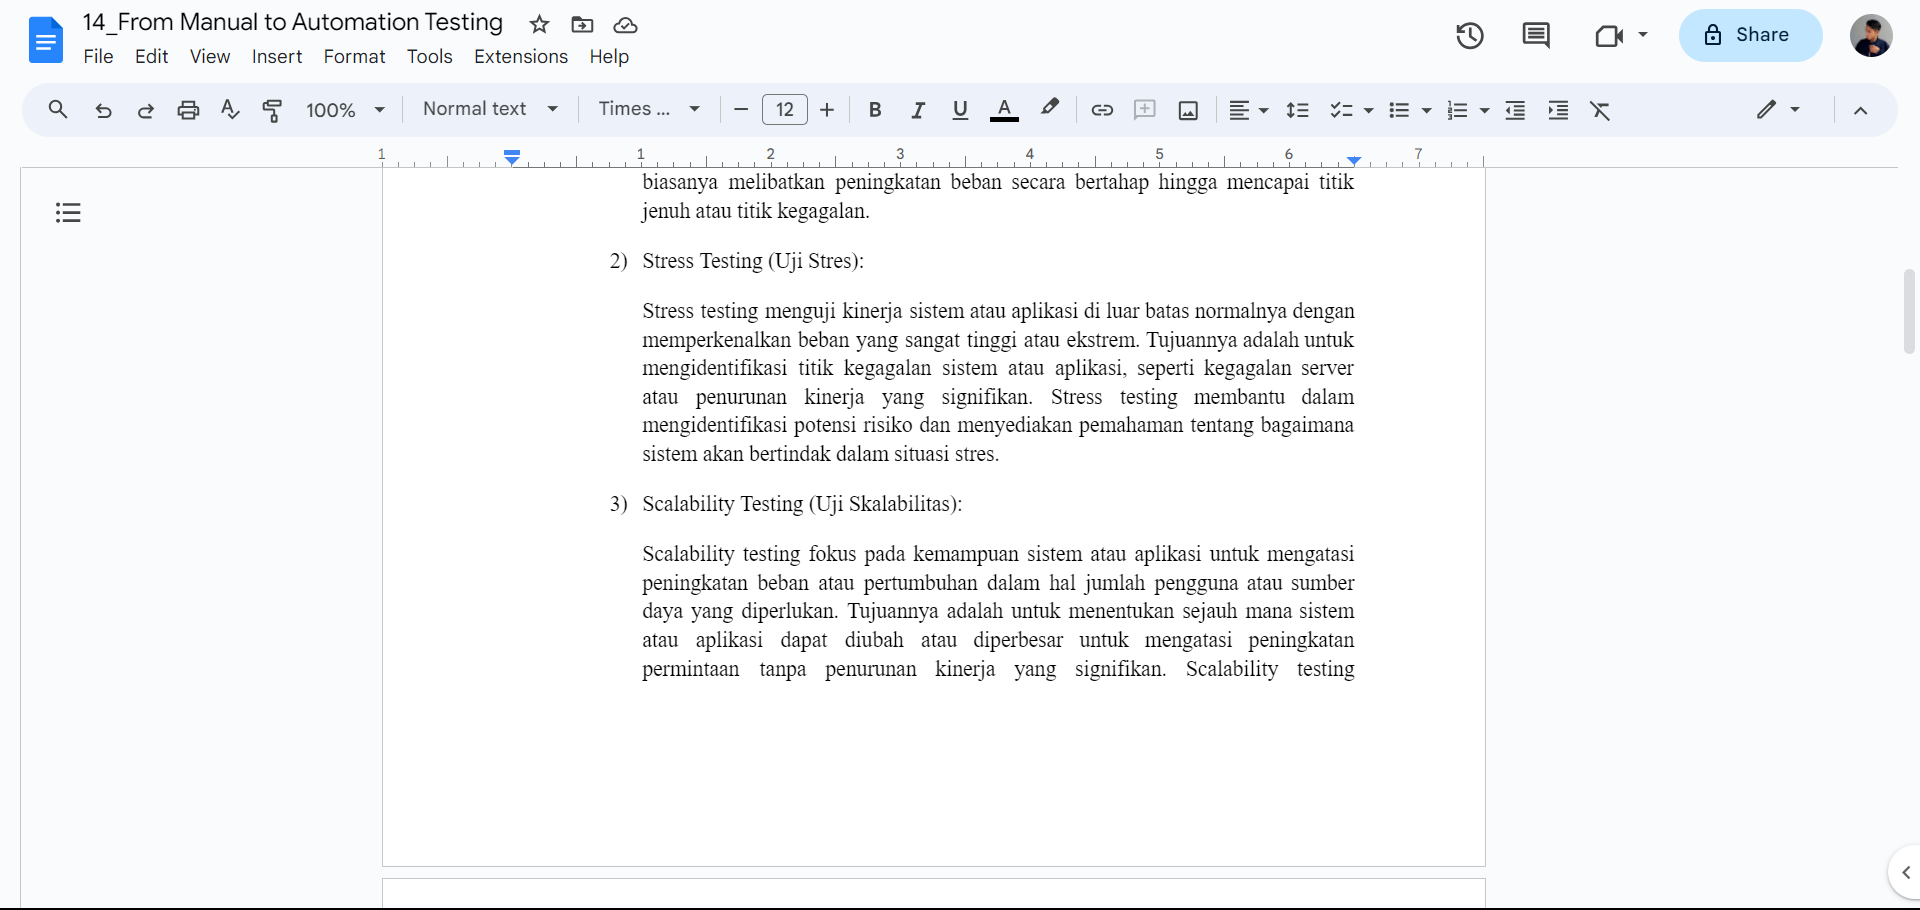 14_From Manual to Automation Testing
File Edit View Insert Format Tools Extensions Help
Share
100% Normal text Times ... 12 B I U A
1 1 2 3 4 5 6 7
biasanya melibatkan peningkatan beban secara bertahap hingga mencapai titik
jenuh atau titik kegagalan.
2) Stress Testing (Uji Stres):
Stress testing menguji kinerja sistem atau aplikasi di luar batas normalnya dengan
memperkenalkan beban yang sangat tinggi atau ekstrem. Tujuannya adalah untuk
mengidentifikasi titik kegagalan sistem atau aplikasi, seperti kegagalan server
atau penurunan kinerja yang signifikan. Stress testing membantu dalam
mengidentifikasi potensi risiko dan menyediakan pemahaman tentang bagaimana
sistem akan bertindak dalam situasi stres.
3) Scalability Testing (Uji Skalabilitas):
Scalability testing fokus pada kemampuan sistem atau aplikasi untuk mengatasi
peningkatan beban atau pertumbuhan dalam hal jumlah pengguna atau sumber
daya yang diperlukan. Tujuannya adalah untuk menentukan sejauh mana sistem
atau aplikasi dapat diubah atau diperbesar untuk mengatasi peningkatan
permintaan tanpa penurunan kinerja yang signifikan. Scalability testing